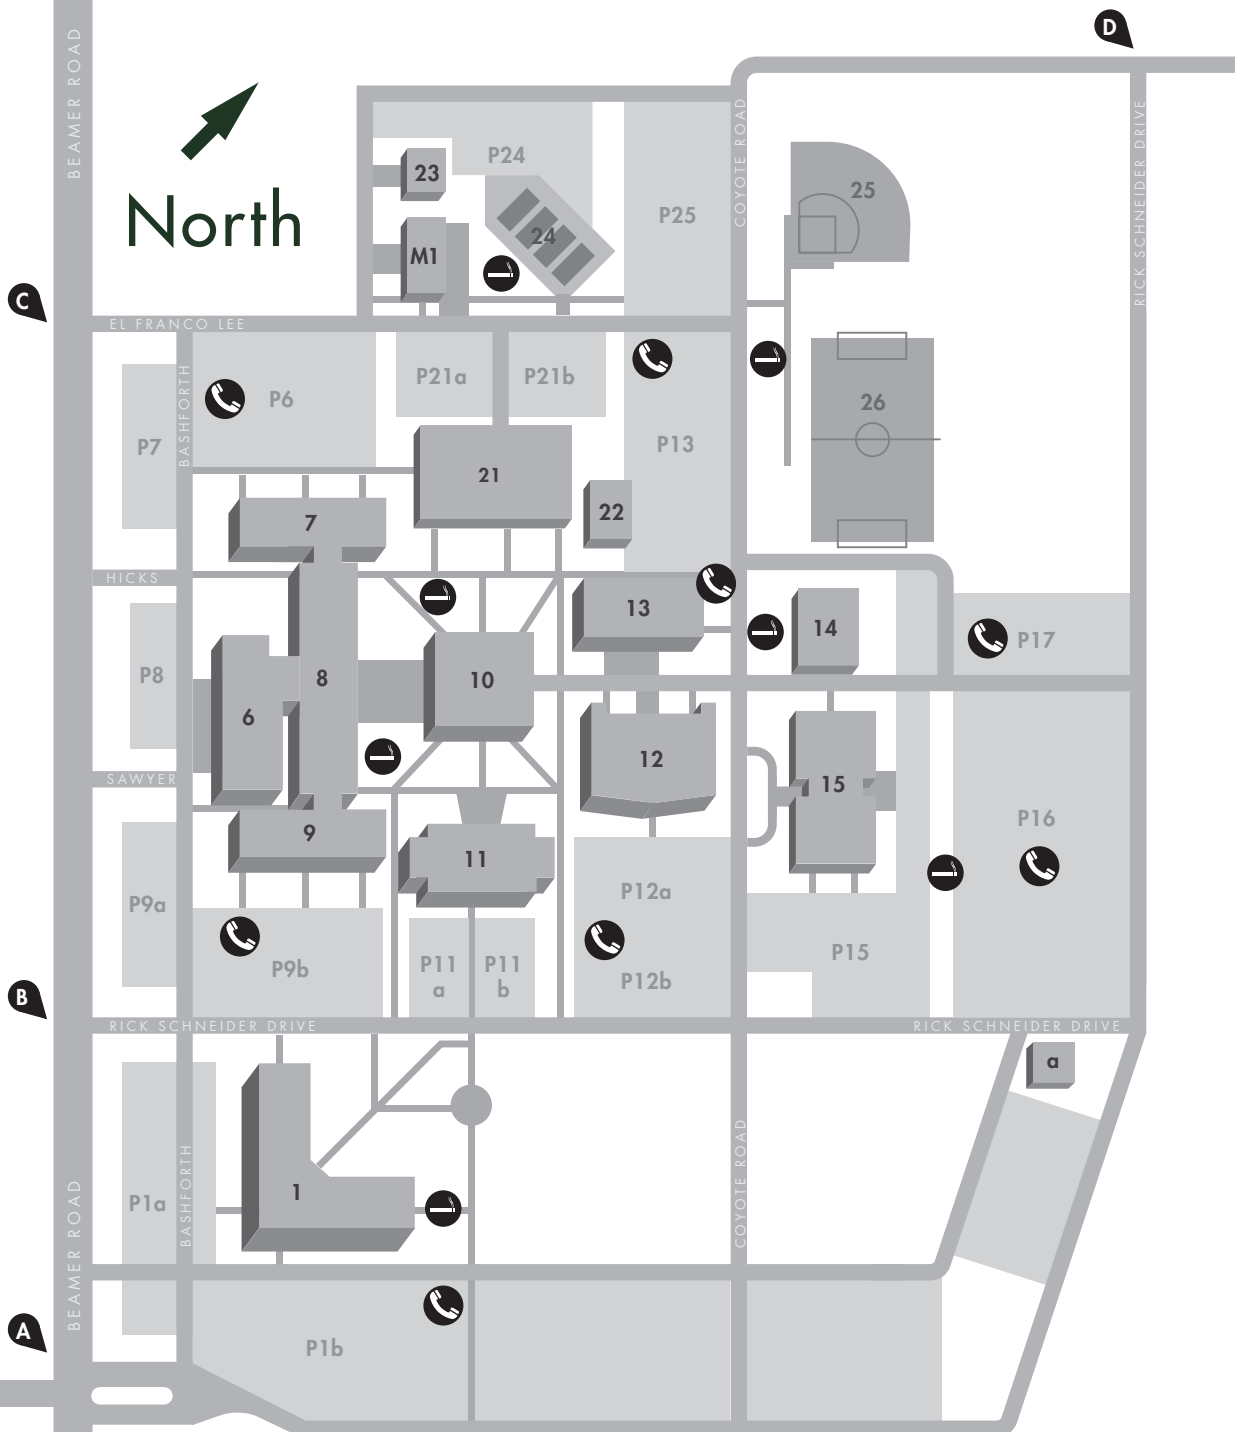 D
BEAMER ROAD
North
COYOTE ROAD
RICK SCHNEIDER DRIVE
P24
23
25
P25
24
M1
C
EL FRANCO LEE
BASHFORTH
P21a
P21b
P6
26
P7
P13
21
22
7
HICKS
13
14
P17
P8
8
10
6
12
SAWYER
15
P16
9
11
P12a
P9a
P15
P11
a
P11
b
P9b
P12b
B
RICK SCHNEIDER DRIVE
RICK SCHNEIDER DRIVE
a
COYOTE ROAD
BASHFORTH
1
P1a
BEAMER ROAD
A
P1b